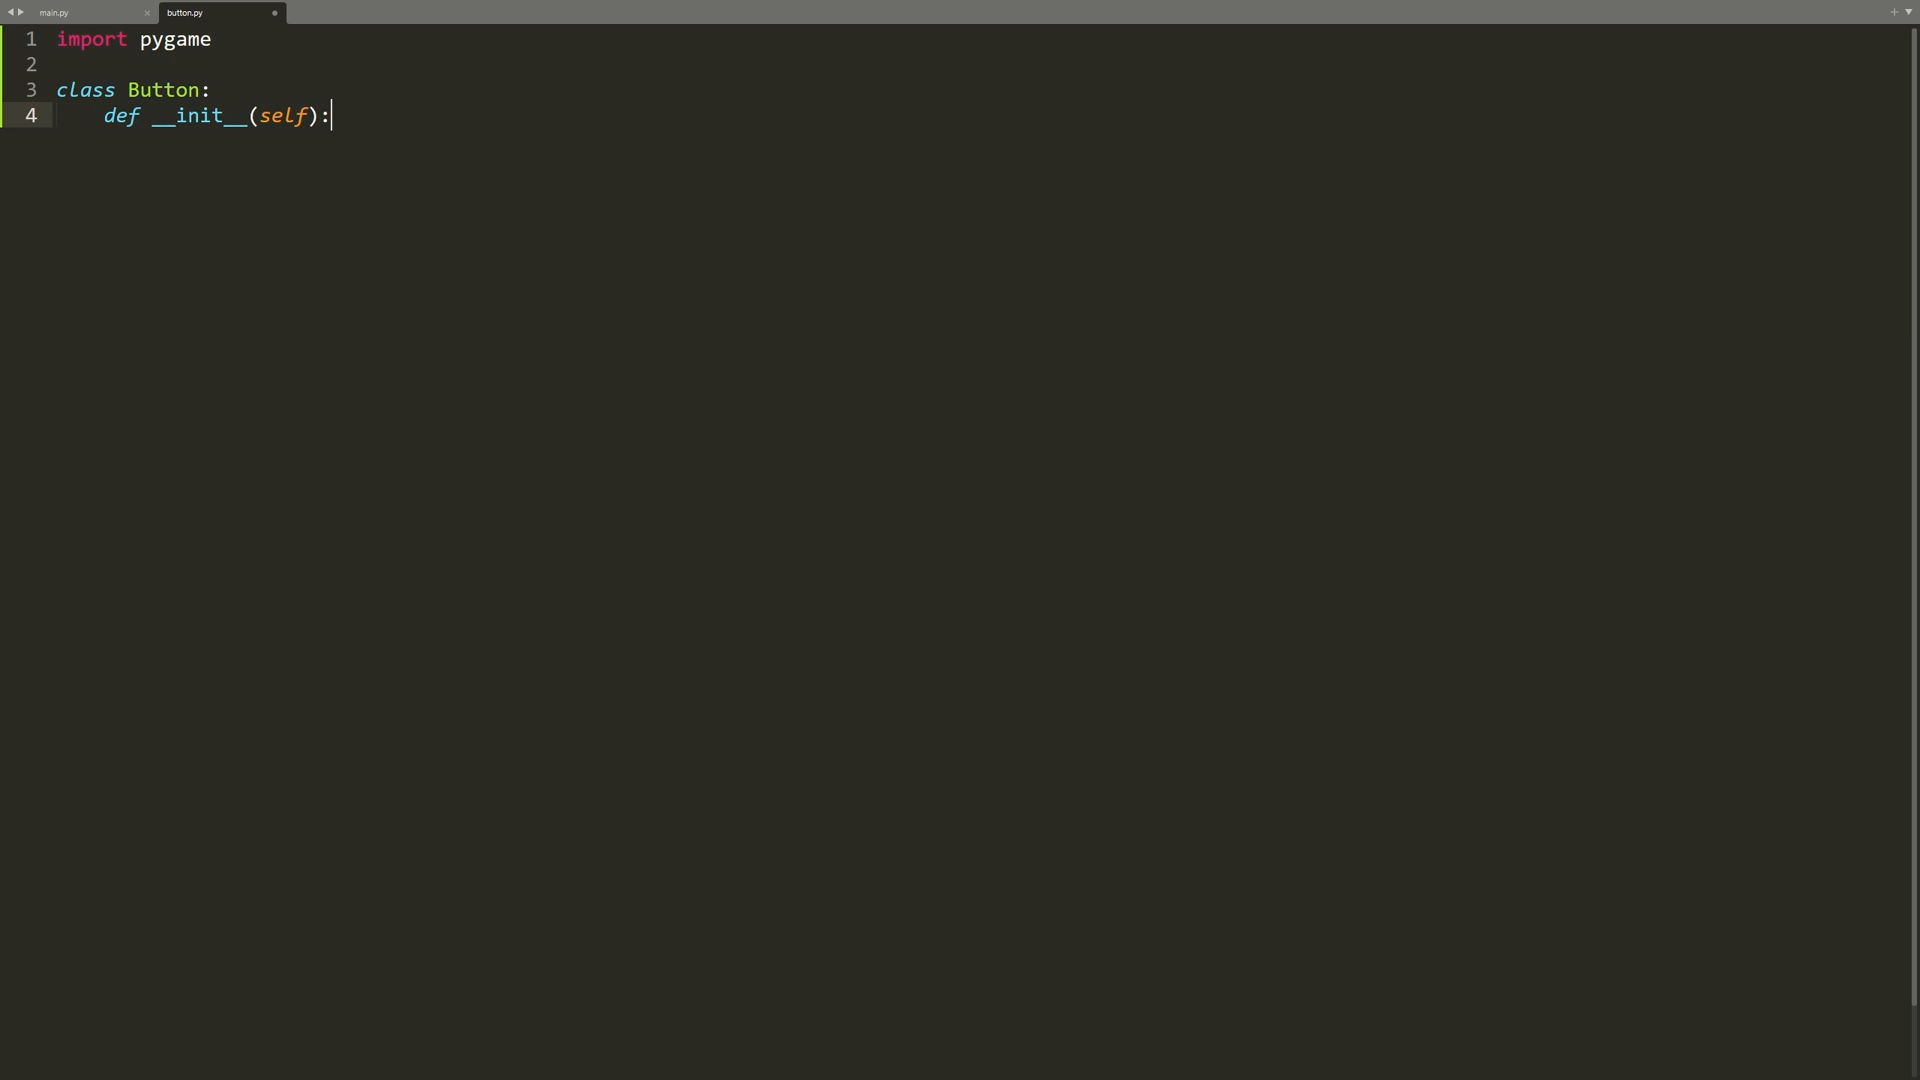 main.py
button.py
1 import pygame
2
3 class Button:
4     def __init__(self):